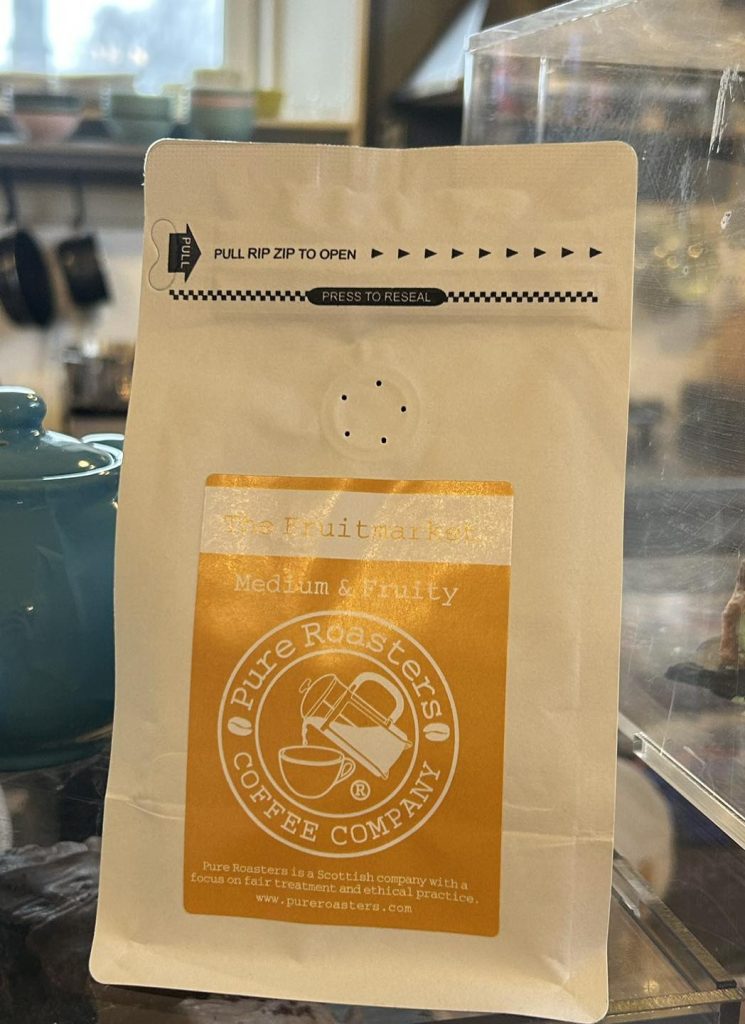 PULL
PULL RIP ZIP TO OPEN
PRESS TO RESEAL
The Fruitmarket
Medium & Fruity
Pure Roasters
COFFEE COMPANY
®
Pure Roasters is a Scottish company with a
focus on fair treatment and ethical practice.
www.pureroasters.com